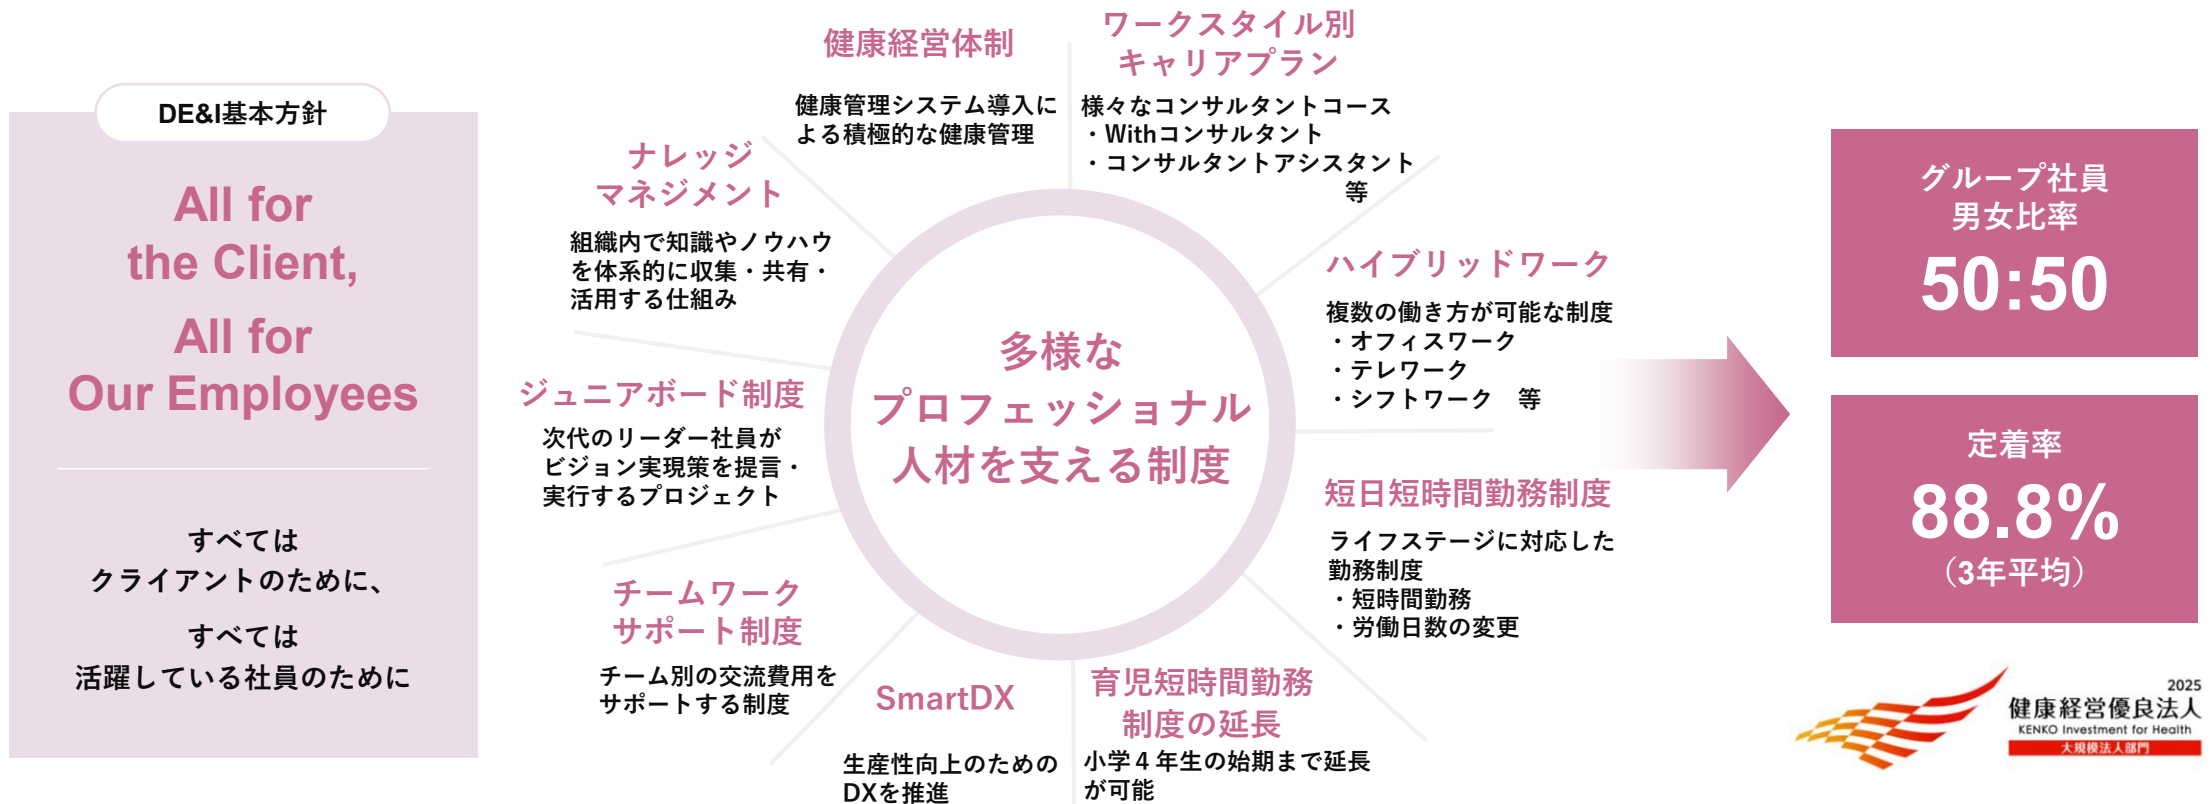 DE&I基本方針
All for
the Client,
All for
Our Employees
すべては
クライアントのために、
すべては
活躍している社員のために
健康経営体制
健康管理システム導入に
よる積極的な健康管理
ワークスタイル別
キャリアプラン
様々なコンサルタントコース
・Withコンサルタント
・コンサルタントアシスタント
等
ナレッジ
マネジメント
組織内で知識やノウハウ
を体系的に収集・共有・
活用する仕組み
ハイブリッドワーク
複数の働き方が可能な制度
・オフィスワーク
・テレワーク
・シフトワーク　等
多様な
プロフェッショナル
人材を支える制度
ジュニアボード制度
次代のリーダー社員が
ビジョン実現策を提言・
実行するプロジェクト
短日短時間勤務制度
ライフステージに対応した
勤務制度
・短時間勤務
・労働日数の変更
チームワーク
サポート制度
チーム別の交流費用を
サポートする制度
SmartDX
生産性向上のための
DXを推進
育児短時間勤務
制度の延長
小学４年生の始期まで延長
が可能
グループ社員
男女比率
50:50
定着率
88.8%
（3年平均）
2025
健康経営優良法人
KENKO Investment for Health
大規模法人部門